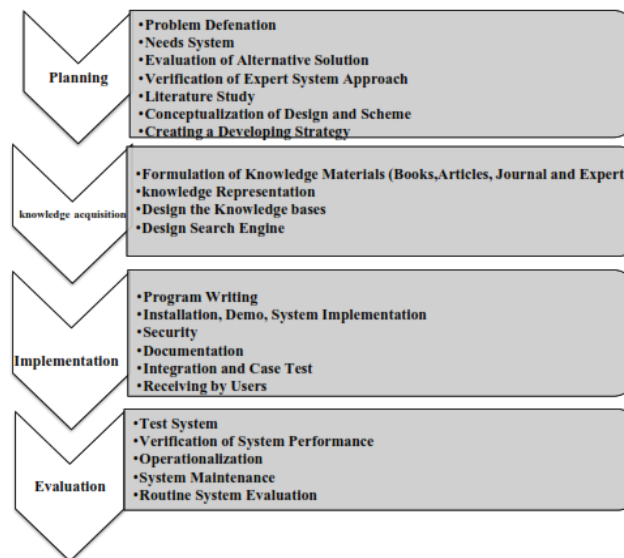 Planning
•Problem Defenation
•Needs System
•Evaluation of Alternative Solution
•Verification of Expert System Approach
•Literature Study
•Conceptualization of Design and Scheme
•Creating a Developing Strategy
knowledge acquisition
•Formulation of Knowledge Materials (Books,Articles, Journal and Expert
•knowledge Representation
•Design the Knowledge bases
•Design Search Engine
Implementation
•Program Writing
•Installation, Demo, System Implementation
•Security
•Documentation
•Integration and Case Test
•Receiving by Users
Evaluation
•Test System
•Verification of System Performance
•Operationalization
•System Maintenance
•Routine System Evaluation